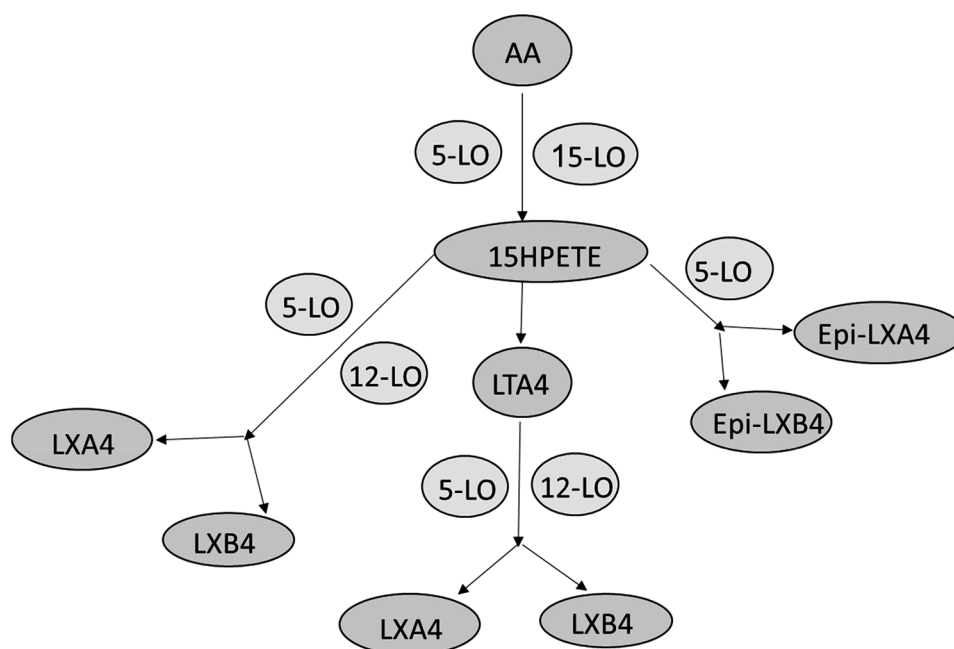 AA
5-LO
15-LO
15HPETE
5-LO
5-LO
Epi-LXA4
12-LO
LTA4
Epi-LXB4
LXA4
5-LO
12-LO
LXB4
LXA4
LXB4